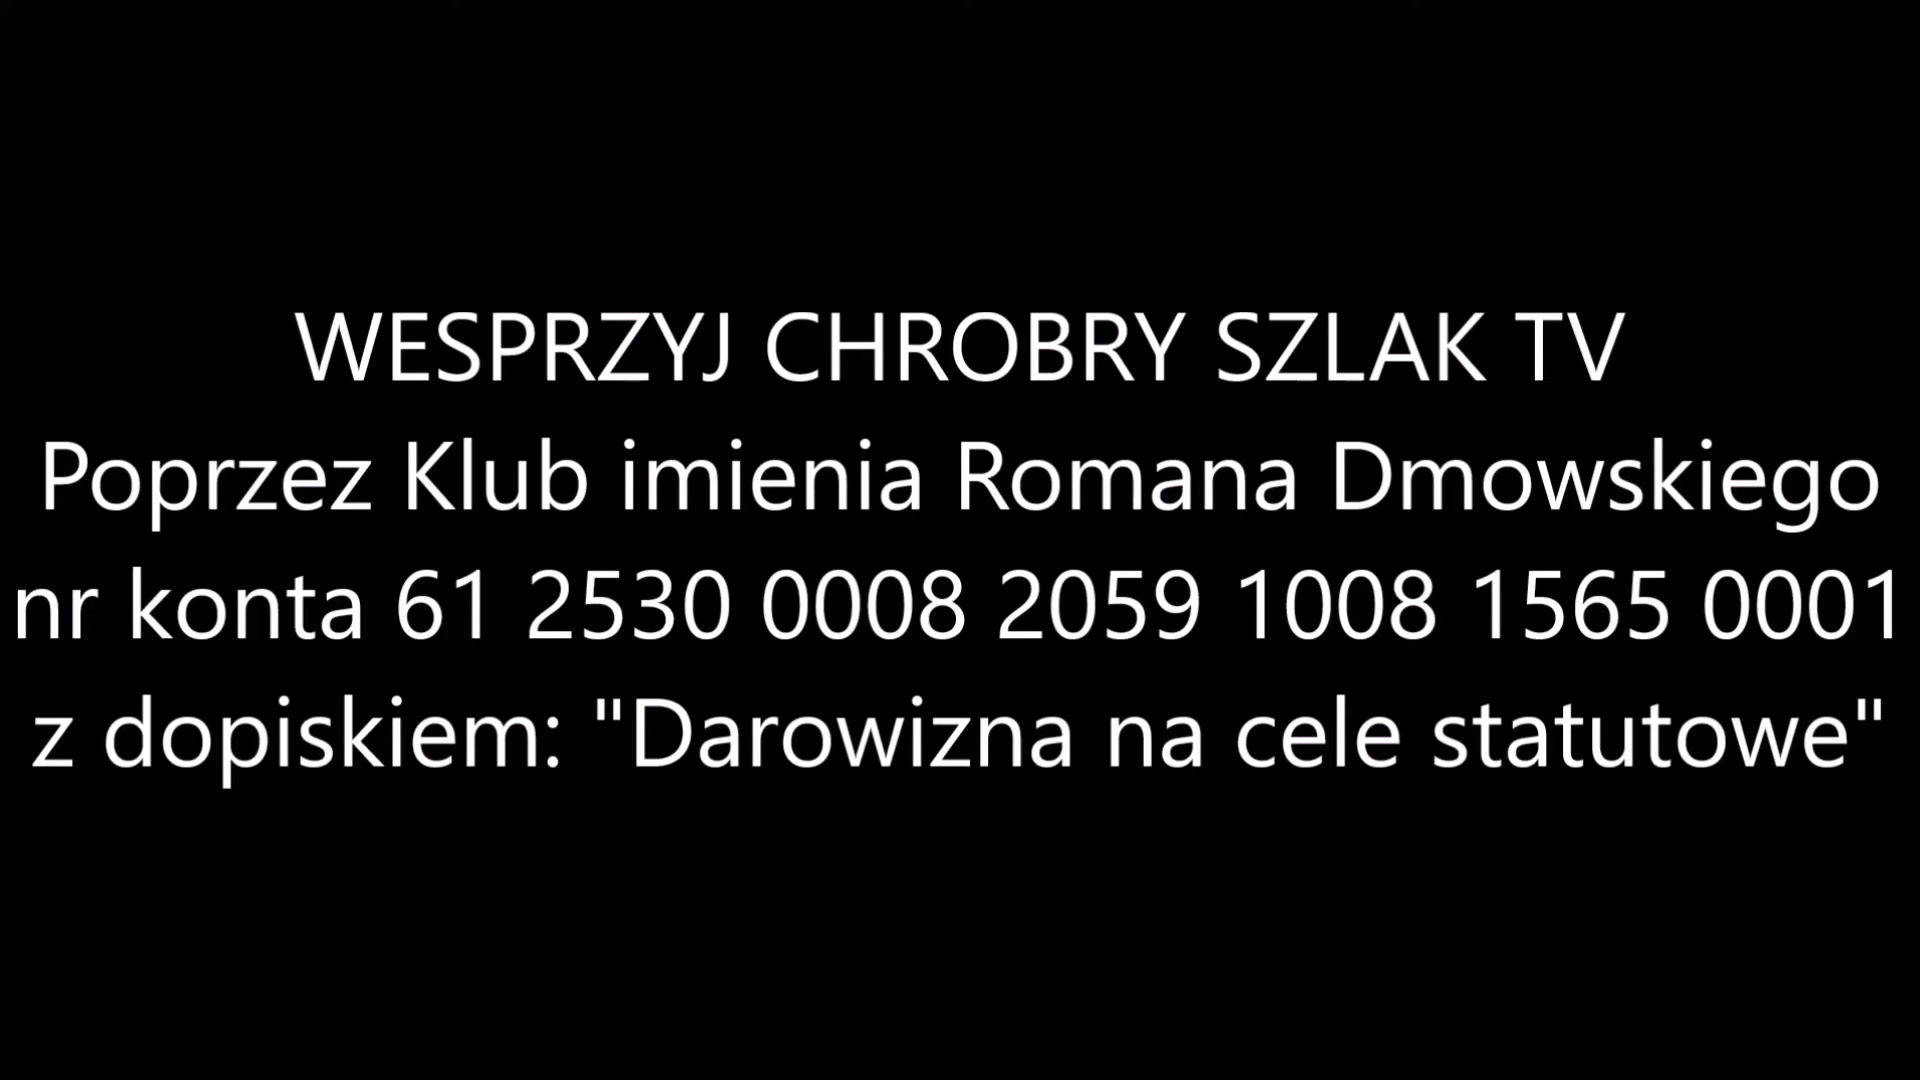 WESPRZYJ CHROBRY SZLAK TV
Poprzez Klub imienia Romana Dmowskiego
nr konta 61 2530 0008 2059 1008 1565 0001
z dopiskiem: "Darowizna na cele statutowe"